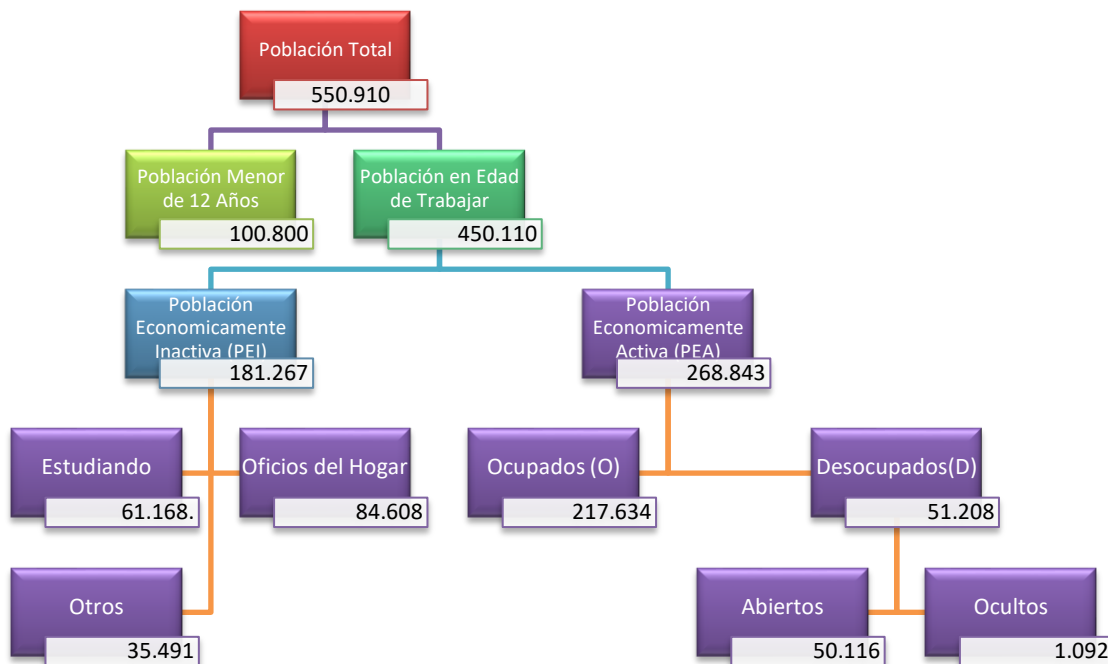 Población Total
550.910
Población Menor
de 12 Años
100.800
Población en Edad
de Trabajar
450.110
Población
Economicamente
Inactiva (PEI)
181.267
Población
Economicamente
Activa (PEA)
268.843
Estudiando
61.168.
Oficios del Hogar
84.608
Ocupados (O)
217.634
Desocupados(D)
51.208
Otros
35.491
Abiertos
50.116
Ocultos
1.092